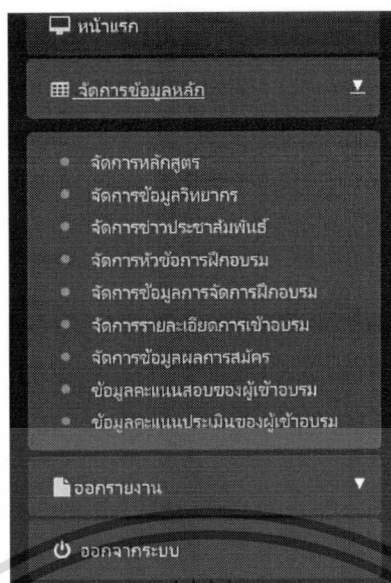 หน้าแรก
จัดการข้อมูลหลัก
จัดการหลักสูตร
จัดการข้อมูลวิทยากร
จัดการข่าวประชาสัมพันธ์
จัดการหัวข้อการฝึกอบรม
จัดการข้อมูลการจัดการฝึกอบรม
จัดการรายละเอียดการเข้าอบรม
จัดการข้อมูลผลการสมัคร
ข้อมูลคะแนนสอบของผู้เข้าอบรม
ข้อมูลคะแนนประเมินของผู้เข้าอบรม
ออกรายงาน
ออกจากระบบ